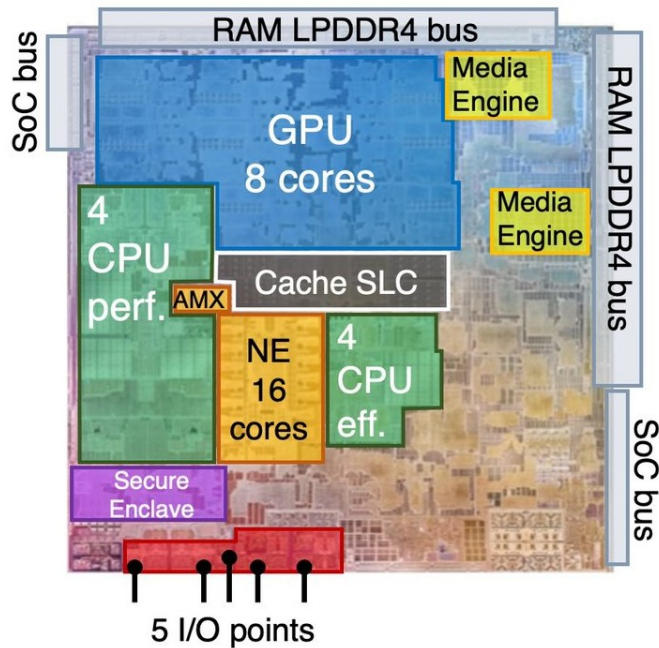 RAM LPDDR4 bus
SoC bus
Media
Engine
RAM LPDDR4 bus
GPU
8 cores
4
CPU
perf.
Media
Engine
Cache SLC
AMX
NE
16
cores
4
CPU
eff.
SoC bus
Secure
Enclave
5 I/O points